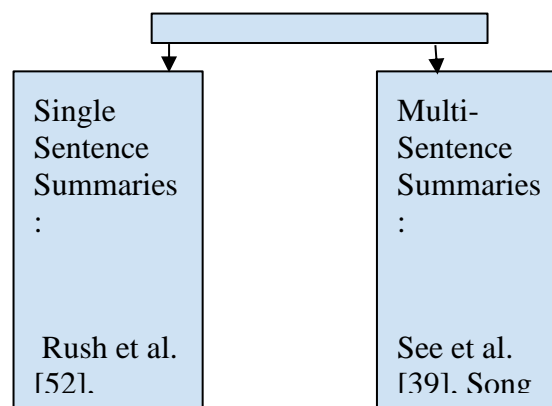 Single
Sentence
Summaries
:
Rush et al.
[52],
Multi-
Sentence
Summaries
:
See et al.
[39], Song